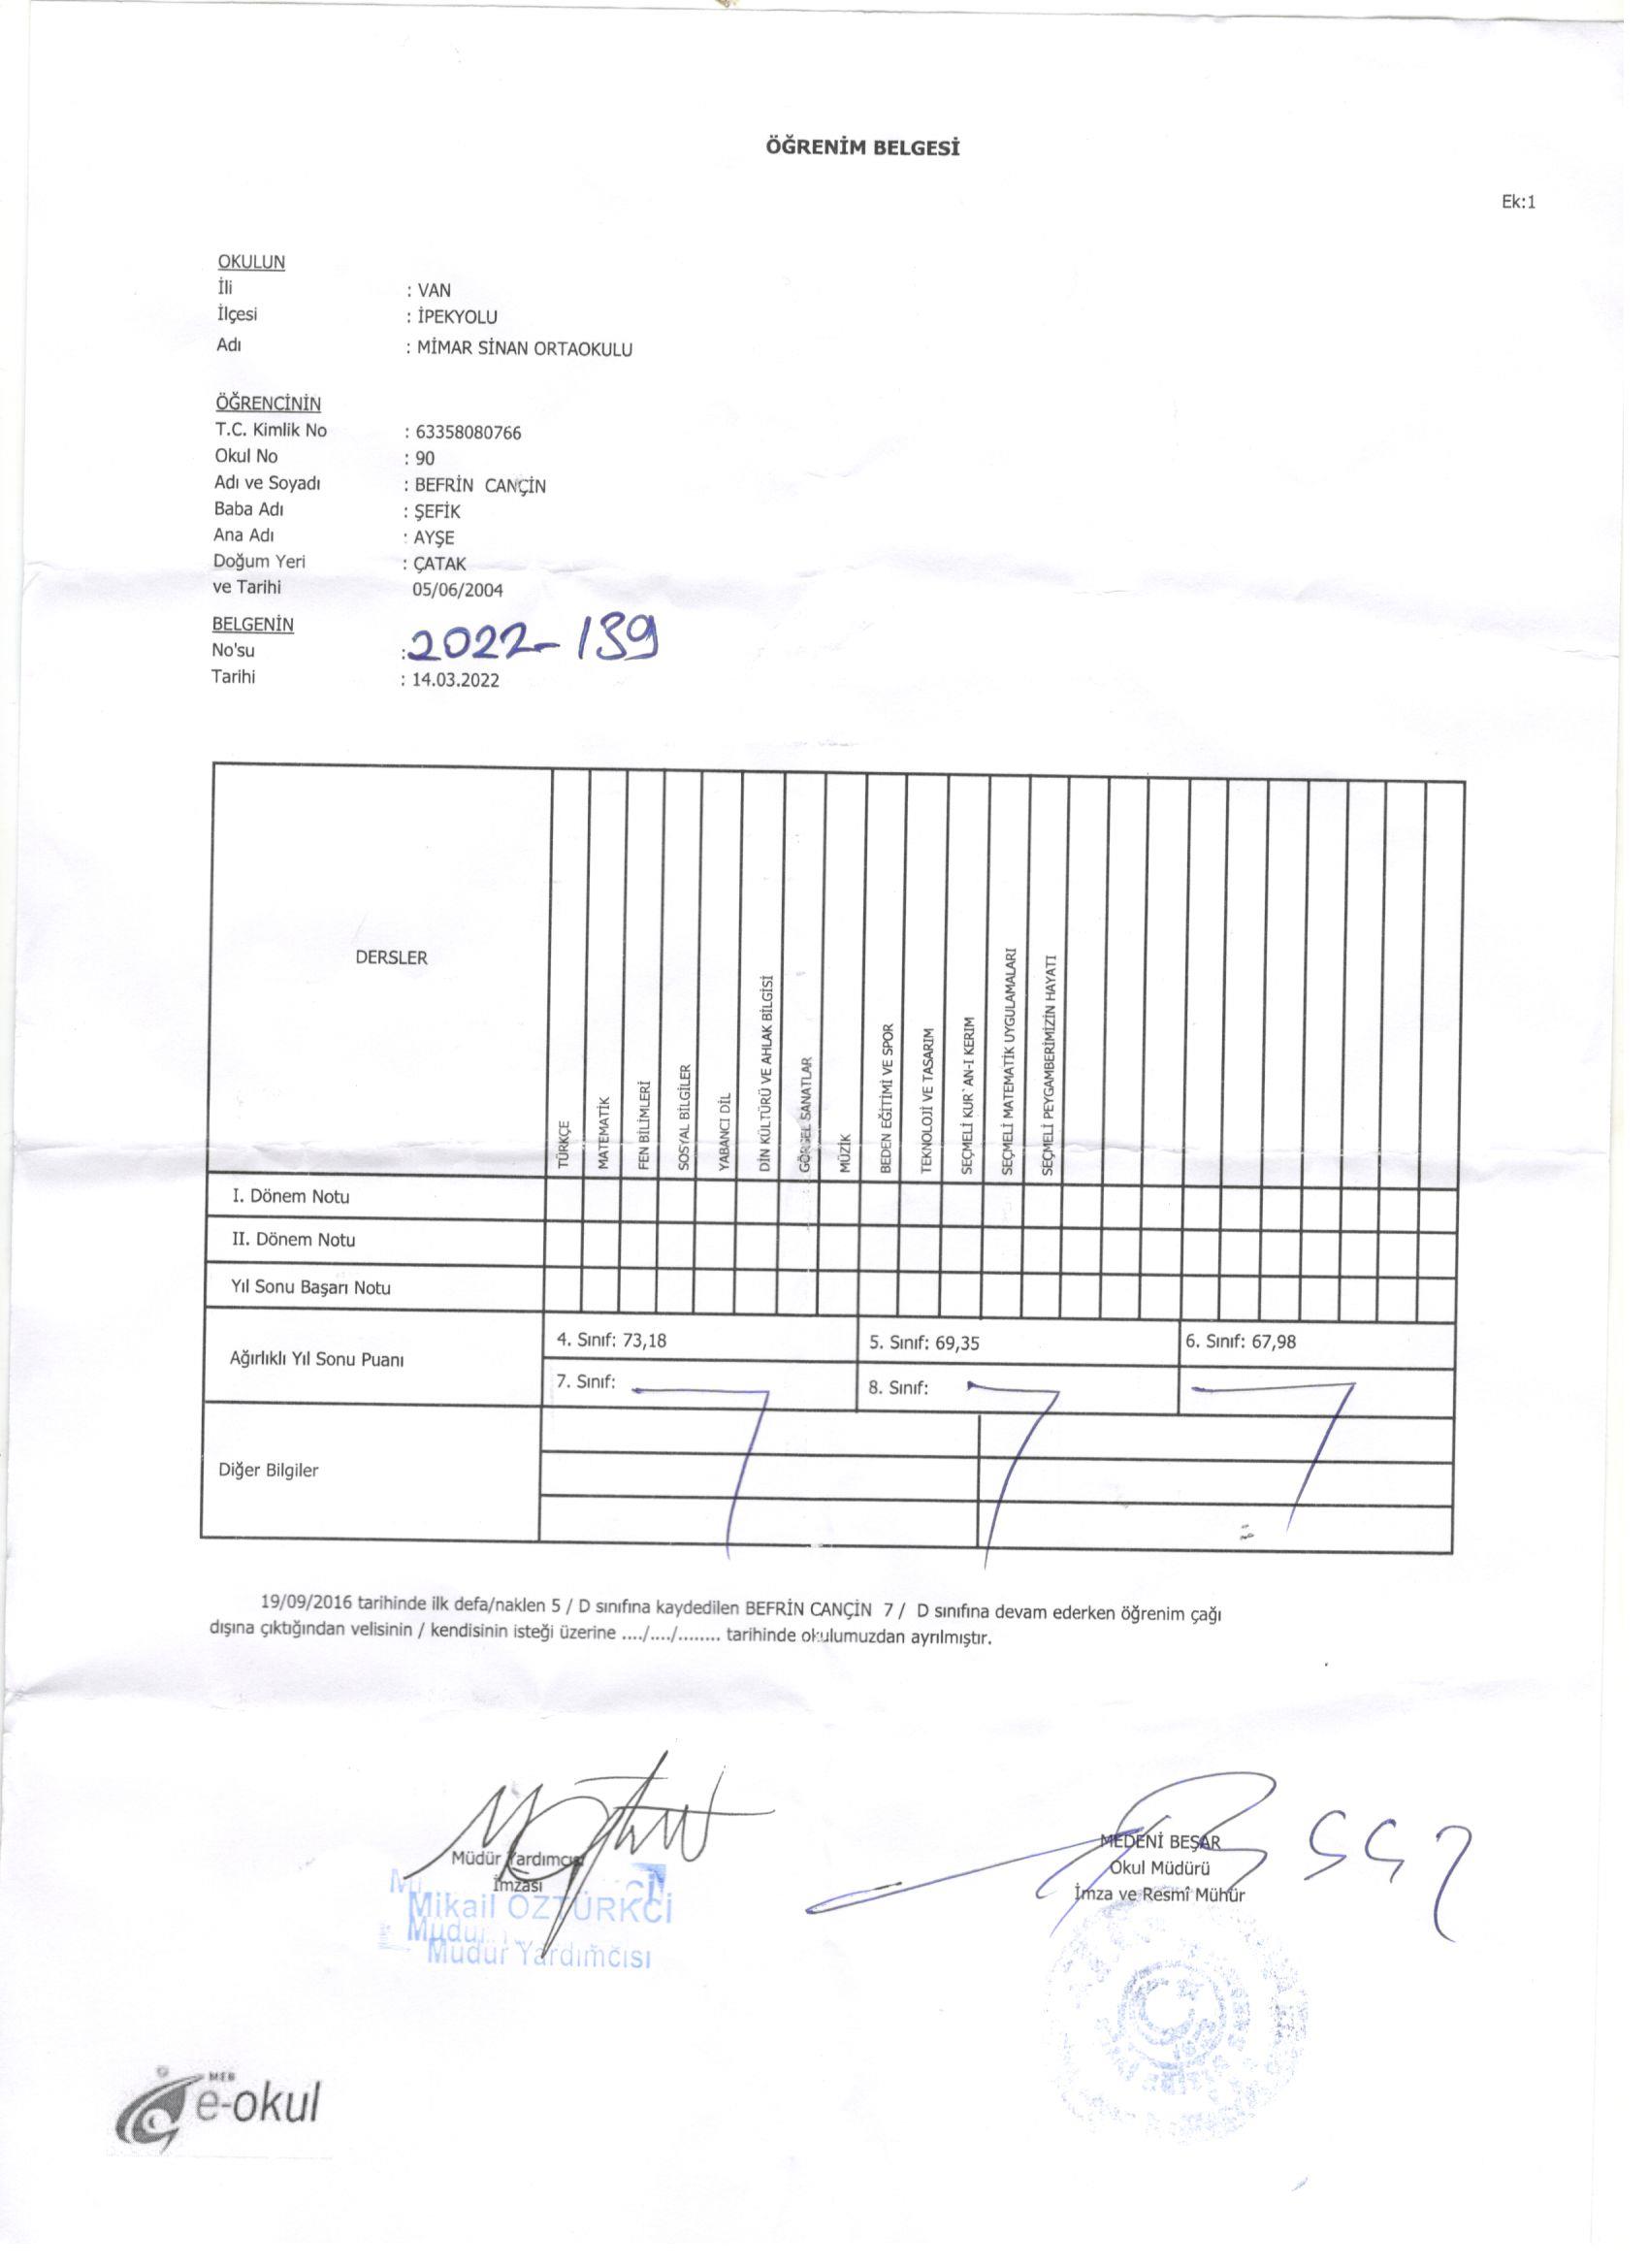 ÖĞRENİM BELGESİ
Ek:1
OKULUN
İli : VAN
İlçesi : İPEKYOLU
Adı : MİMAR SİNAN ORTAOKULU
ÖĞRENCİNİN
T.C. Kimlik No : 63358080766
Okul No : 90
Adı ve Soyadı : BEFRİN CANÇİN
Baba Adı : ŞEFİK
Ana Adı : AYŞE
Doğum Yeri : ÇATAK
ve Tarihi 05/06/2004
BELGENİN
No'su : 2022-139
Tarihi : 14.03.2022
DERSLER
TÜRKÇE
MATEMATİK
FEN BİLİMLERİ
SOSYAL BİLGİLER
YABANCI DİL
DİN KÜLTÜRÜ VE AHLAK BİLGİSİ
GÖRSEL SANATLAR
MÜZİK
BEDEN EĞİTİMİ VE SPOR
TEKNOLOJİ VE TASARIM
SEÇMELİ KUR`AN-I KERIM
SEÇMELİ MATEMATİK UYGULAMALARI
SEÇMELİ PEYGAMBERİMİZİN HAYATI
I. Dönem Notu
II. Dönem Notu
Yıl Sonu Başarı Notu
Ağırlıklı Yıl Sonu Puanı
4. Sınıf: 73,18 5. Sınıf: 69,35 6. Sınıf: 67,98
7. Sınıf: 8. Sınıf:
Diğer Bilgiler
19/09/2016 tarihinde ilk defa/naklen 5 / D sınıfına kaydedilen BEFRİN CANÇİN 7 / D sınıfına devam ederken öğrenim çağı
dışına çıktığından velisinin / kendisinin isteği üzerine ..../..../........ tarihinde okulumuzdan ayrılmıştır.
Müdür Yardımcısı
İmzası
Mikail ÖZTÜRKCİ
Müdür Yardımcısı
MEDENİ BEŞAR
Okul Müdürü
İmza ve Resmî Mühür
MEB
e-okul